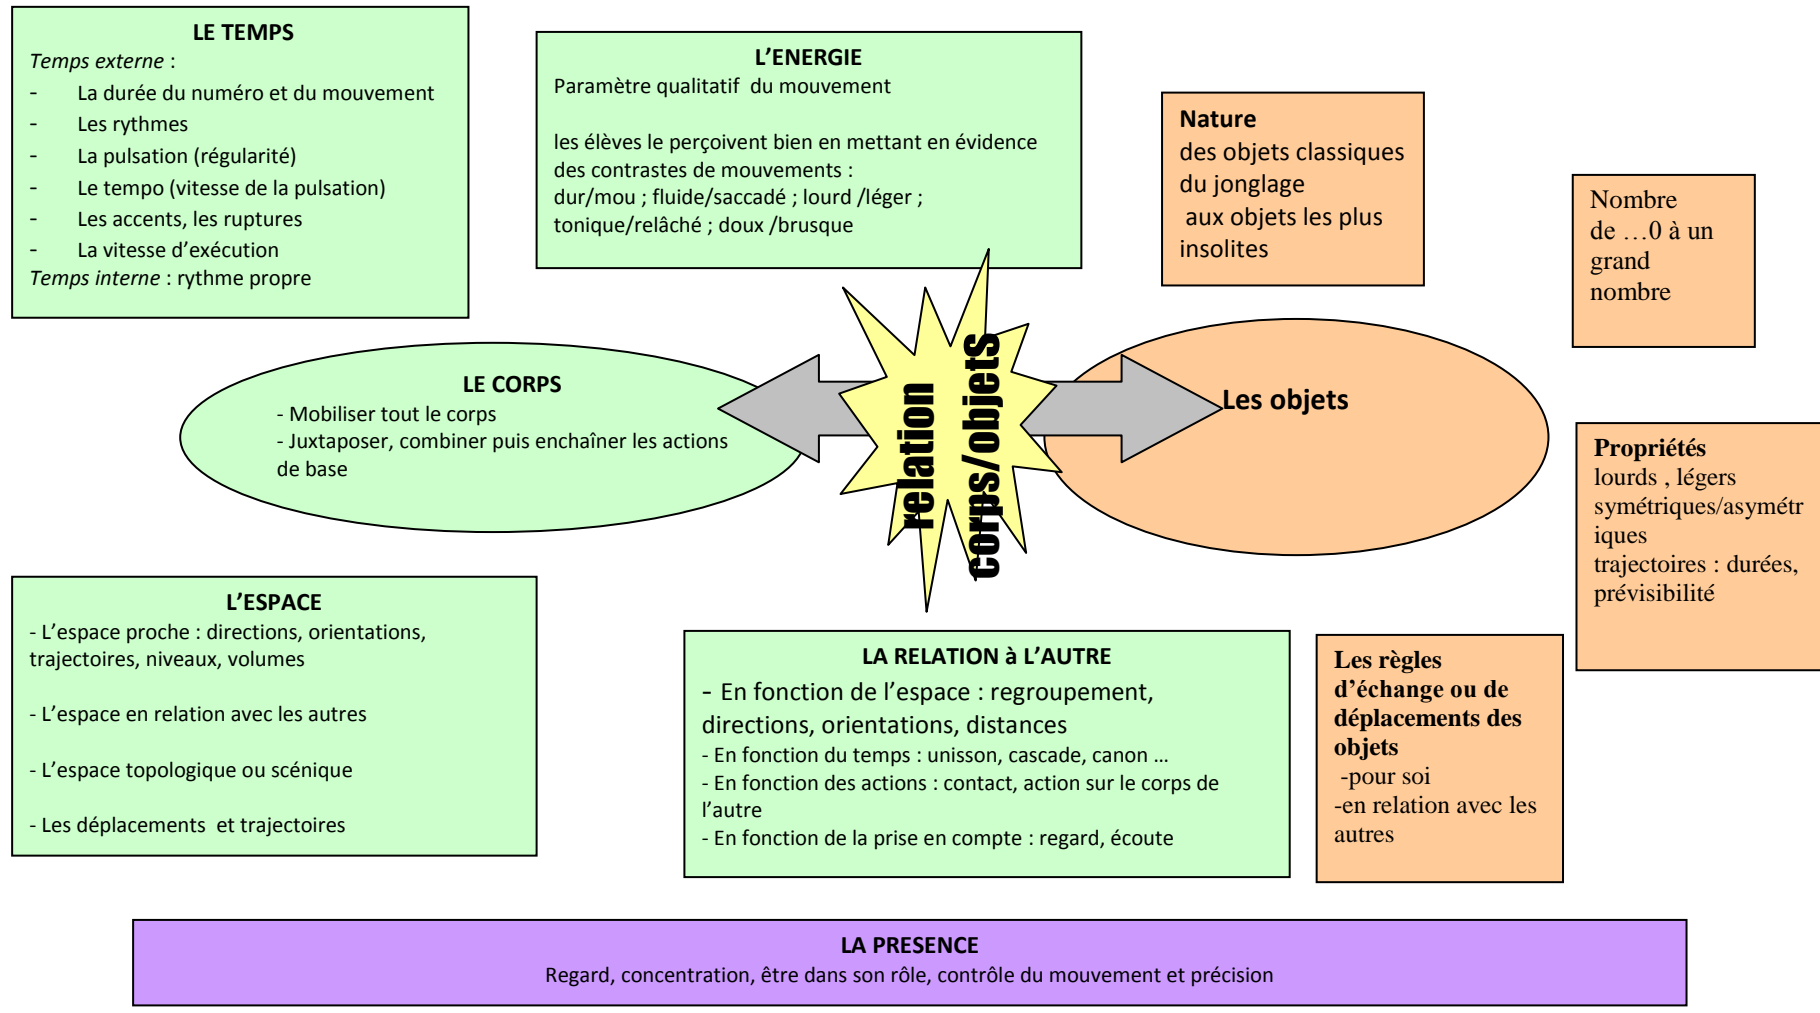 LE TEMPS
Temps externe :
- La durée du numéro et du mouvement
- Les rythmes
- La pulsation (régularité)
- Le tempo (vitesse de la pulsation)
- Les accents, les ruptures
- La vitesse d’exécution
Temps interne : rythme propre
L’ENERGIE
Paramètre qualitatif du mouvement
les élèves le perçoivent bien en mettant en évidence
des contrastes de mouvements :
dur/mou ; fluide/saccadé ; lourd /léger ;
tonique/relâché ; doux /brusque
Nature
des objets classiques
du jonglage
aux objets les plus
insolites
Nombre
de …0 à un
grand
nombre
LE CORPS
- Mobiliser tout le corps
- Juxtaposer, combiner puis enchaîner les actions
de base
relation
corps/objets
Les objets
Propriétés
lourds , légers
symétriques/asymétr
iques
trajectoires : durées,
prévisibilité
L’ESPACE
- L’espace proche : directions, orientations,
trajectoires, niveaux, volumes
- L’espace en relation avec les autres
- L’espace topologique ou scénique
- Les déplacements et trajectoires
LA RELATION à L’AUTRE
- En fonction de l’espace : regroupement,
directions, orientations, distances
- En fonction du temps : unisson, cascade, canon …
- En fonction des actions : contact, action sur le corps de
l’autre
- En fonction de la prise en compte : regard, écoute
Les règles
d’échange ou de
déplacements des
objets
-pour soi
-en relation avec les
autres
LA PRESENCE
Regard, concentration, être dans son rôle, contrôle du mouvement et précision